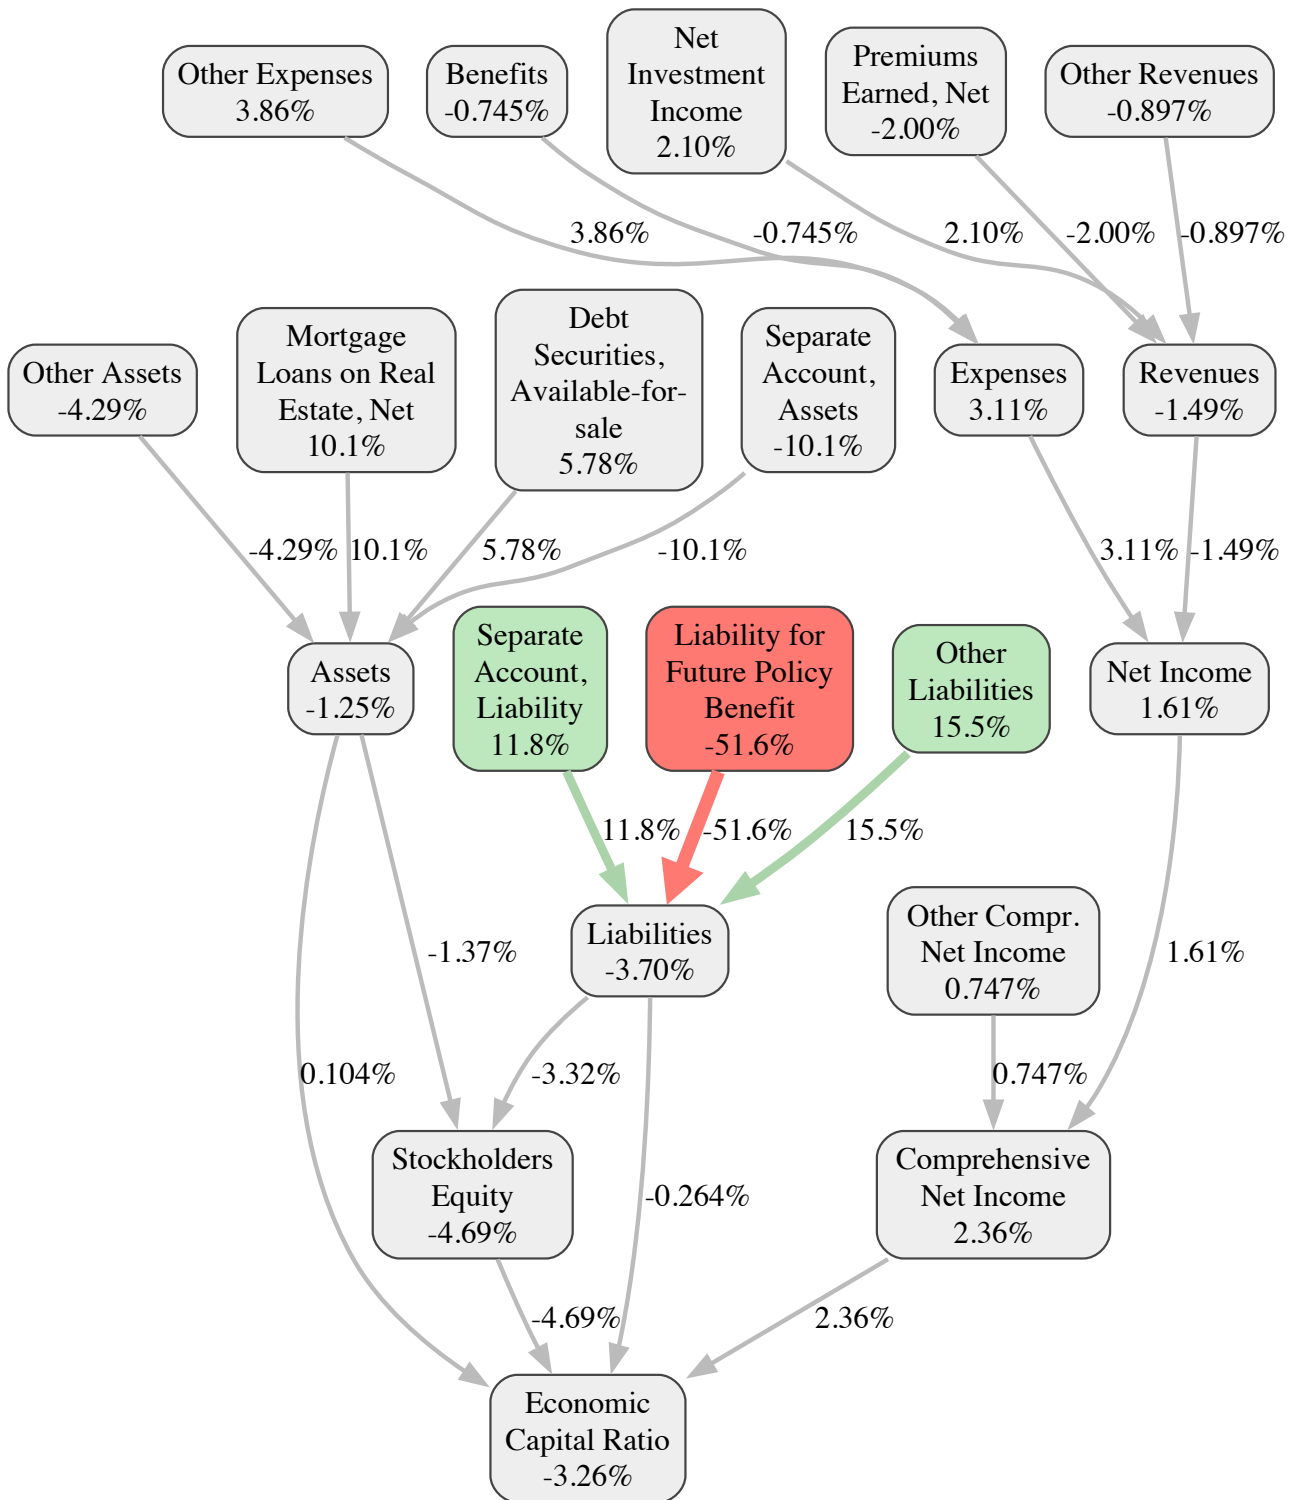 Other Expenses
3.86%
Benefits
-0.745%
Net
Investment
Income
2.10%
Premiums
Earned, Net
-2.00%
Other Revenues
-0.897%
3.86%
-0.745%
2.10%
-2.00%
-0.897%
Other Assets
-4.29%
Mortgage
Loans on Real
Estate, Net
10.1%
Debt
Securities,
Available-for-
sale
5.78%
Separate
Account,
Assets
-10.1%
Expenses
3.11%
Revenues
-1.49%
-4.29%
10.1%
5.78%
-10.1%
3.11%
-1.49%
Assets
-1.25%
Separate
Account,
Liability
11.8%
Liability for
Future Policy
Benefit
-51.6%
Other
Liabilities
15.5%
Net Income
1.61%
11.8%
-51.6%
15.5%
Liabilities
-3.70%
Other Compr.
Net Income
0.747%
-1.37%
1.61%
0.104%
-3.32%
0.747%
Stockholders
Equity
-4.69%
-0.264%
Comprehensive
Net Income
2.36%
-4.69%
2.36%
Economic
Capital Ratio
-3.26%